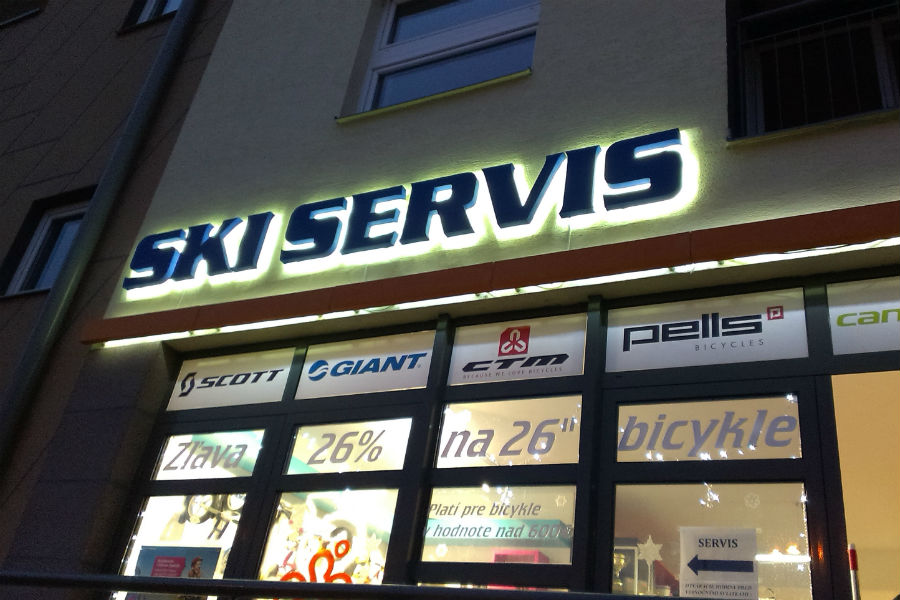 SKI SERVIS
SCOTT
GIANT
CTM
BECAUSE WE LOVE BICYCLES
pells
BICYCLES
can
Zľava 26% na 26" bicykle
Platí pre bicykle
v hodnote nad 600€
SERVIS